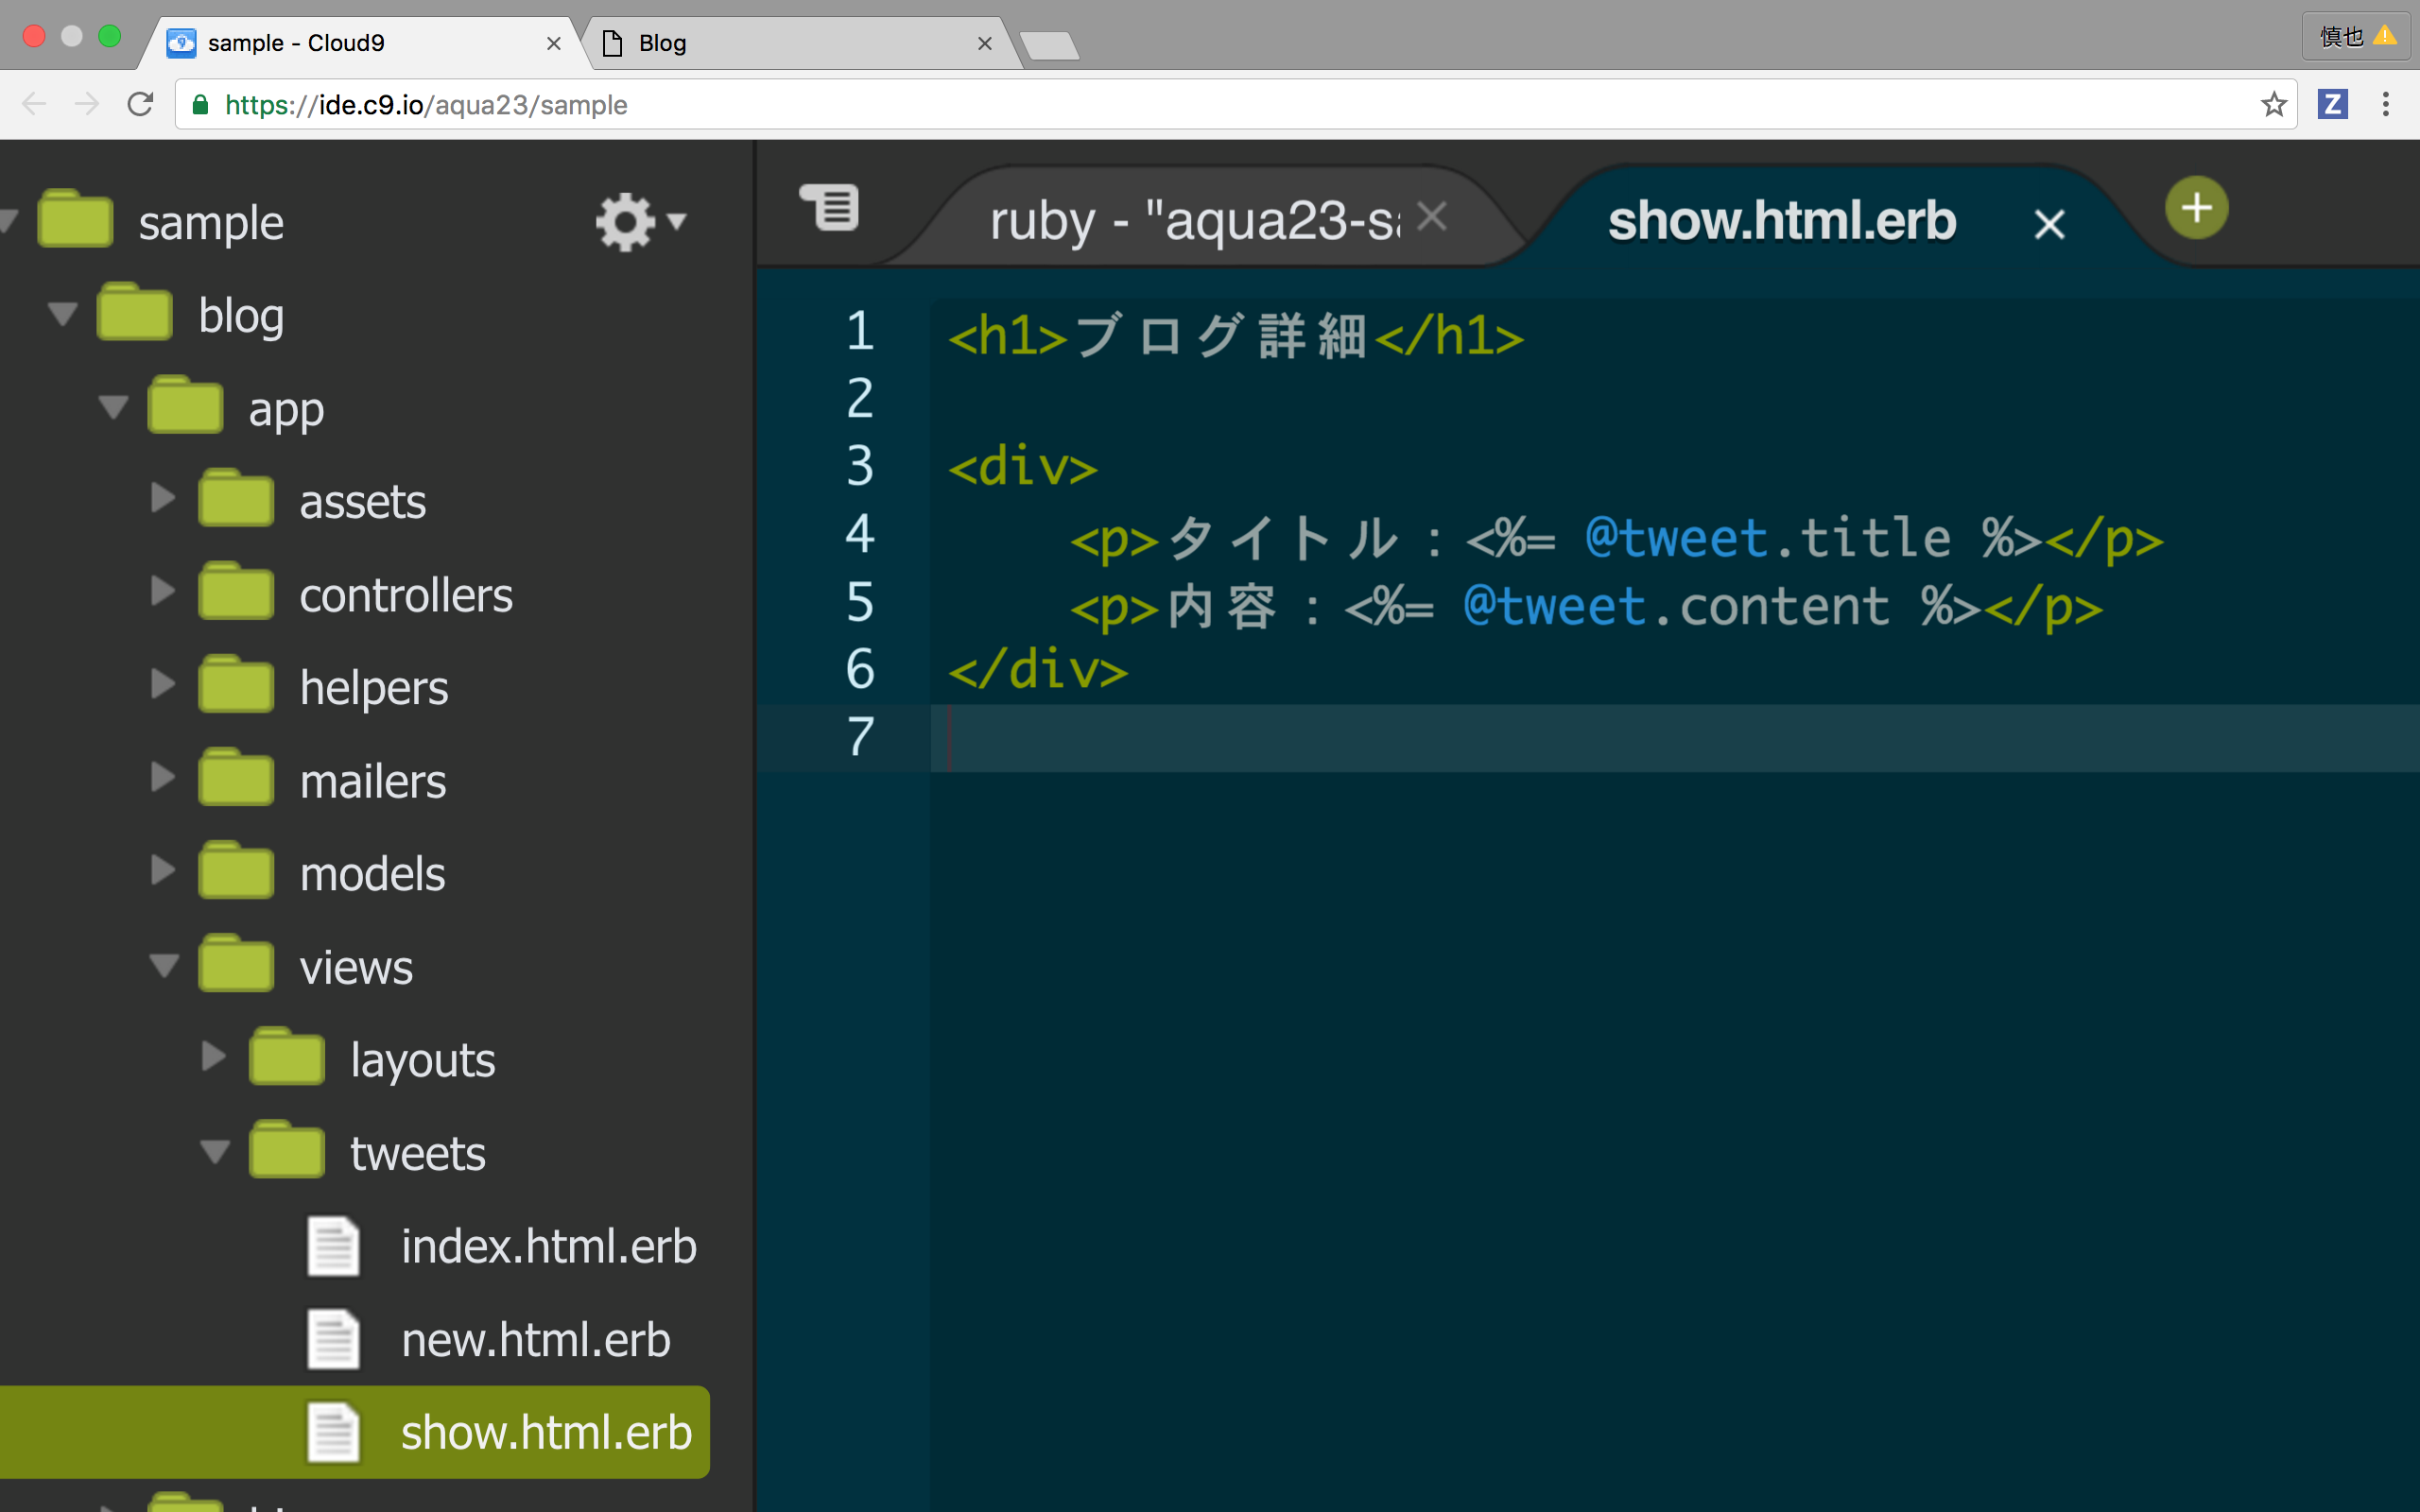 sample - Cloud9
Blog
慎也
https://ide.c9.io/aqua23/sample
Z
sample
blog
app
assets
controllers
helpers
mailers
models
views
layouts
tweets
index.html.erb
new.html.erb
show.html.erb
ruby - "aqua23-sa
show.html.erb
1 <h1>ブログ詳細</h1>
2
3 <div>
4 <p>タイトル：<%= @tweet.title %></p>
5 <p>内容：<%= @tweet.content %></p>
6 </div>
7